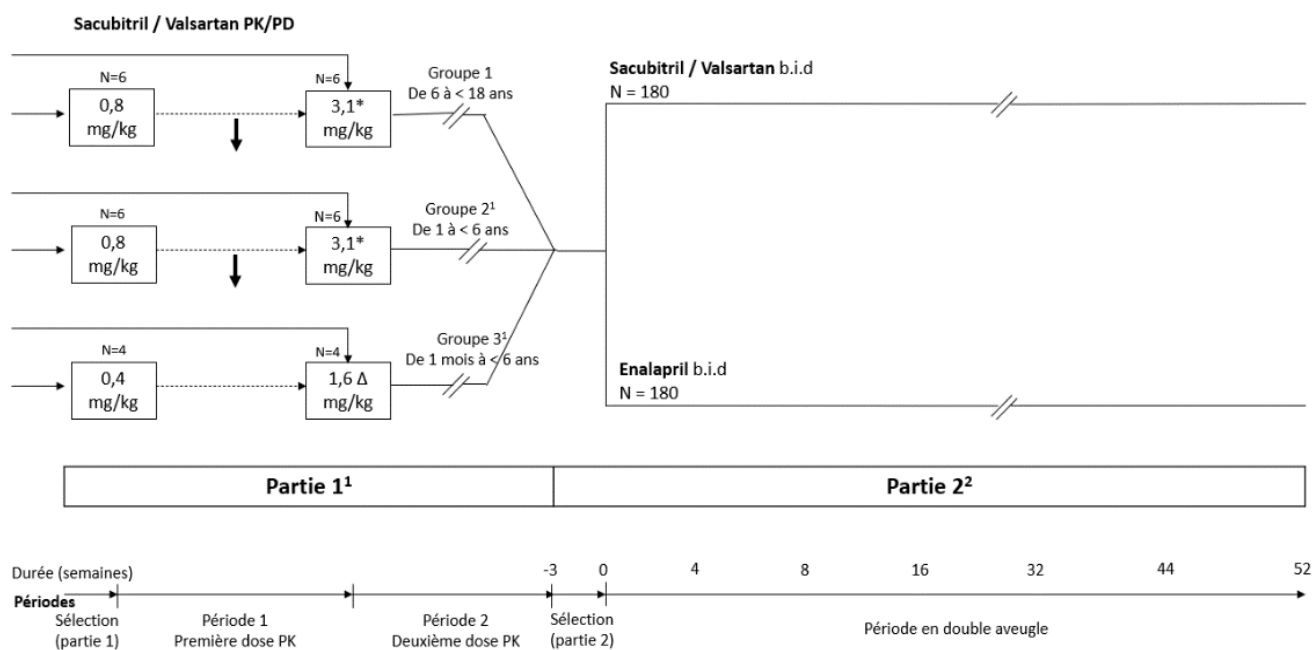 Sacubitril / Valsartan PK/PD
N=6
0,8
mg/kg
N=6
3,1*
mg/kg
Groupe 1
De 6 à < 18 ans
Sacubitril / Valsartan b.i.d
N = 180
N=6
0,8
mg/kg
N=6
3,1*
mg/kg
Groupe 2¹
De 1 à < 6 ans
N=4
0,4
mg/kg
N=4
1,6 Δ
mg/kg
Groupe 3¹
De 1 mois à < 6 ans
Enalapril b.i.d
N = 180
Partie 1¹
Partie 2²
Durée (semaines)
-3 0 4 8 16 32 44 52
Périodes
Sélection
(partie 1)
Période 1
Première dose PK
Période 2
Deuxième dose PK
Sélection
(partie 2)
Période en double aveugle